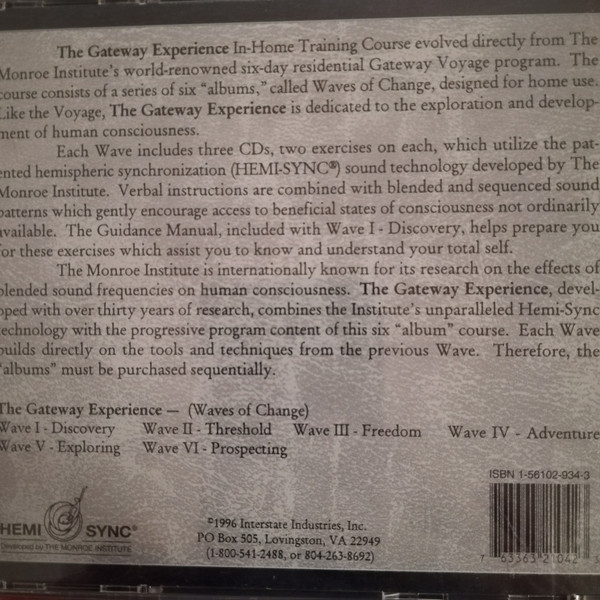 The Gateway Experience In-Home Training Course evolved directly from The
Monroe Institute's world-renowned six-day residential Gateway Voyage program. The
course consists of a series of six "albums," called Waves of Change, designed for home use.
Like the Voyage, The Gateway Experience is dedicated to the exploration and develop-
ment of human consciousness.
Each Wave includes three CDs, two exercises on each, which utilize the pat-
ented hemispheric synchronization (HEMI-SYNC®) sound technology developed by The
Monroe Institute. Verbal instructions are combined with blended and sequenced sound
patterns which gently encourage access to beneficial states of consciousness not ordinarily
available. The Guidance Manual, included with Wave I - Discovery, helps prepare you
for these exercises which assist you to know and understand your total self.
The Monroe Institute is internationally known for its research on the effects of
blended sound frequencies on human consciousness. The Gateway Experience, devel-
oped with over thirty years of research, combines the Institute's unparalleled Hemi-Sync
technology with the progressive program content of this six "album" course. Each Wave
builds directly on the tools and techniques from the previous Wave. Therefore, the
"albums" must be purchased sequentially.
The Gateway Experience — (Waves of Change)
Wave I - Discovery Wave II - Threshold Wave III - Freedom Wave IV - Adventure
Wave V - Exploring Wave VI - Prospecting
ISBN 1-56102-934-3
HEMI SYNC®
Developed by THE MONROE INSTITUTE
©1996 Interstate Industries, Inc.
PO Box 505, Lovingston, VA 22949
(1-800-541-2488, or 804-263-8692)
7 63363 21042